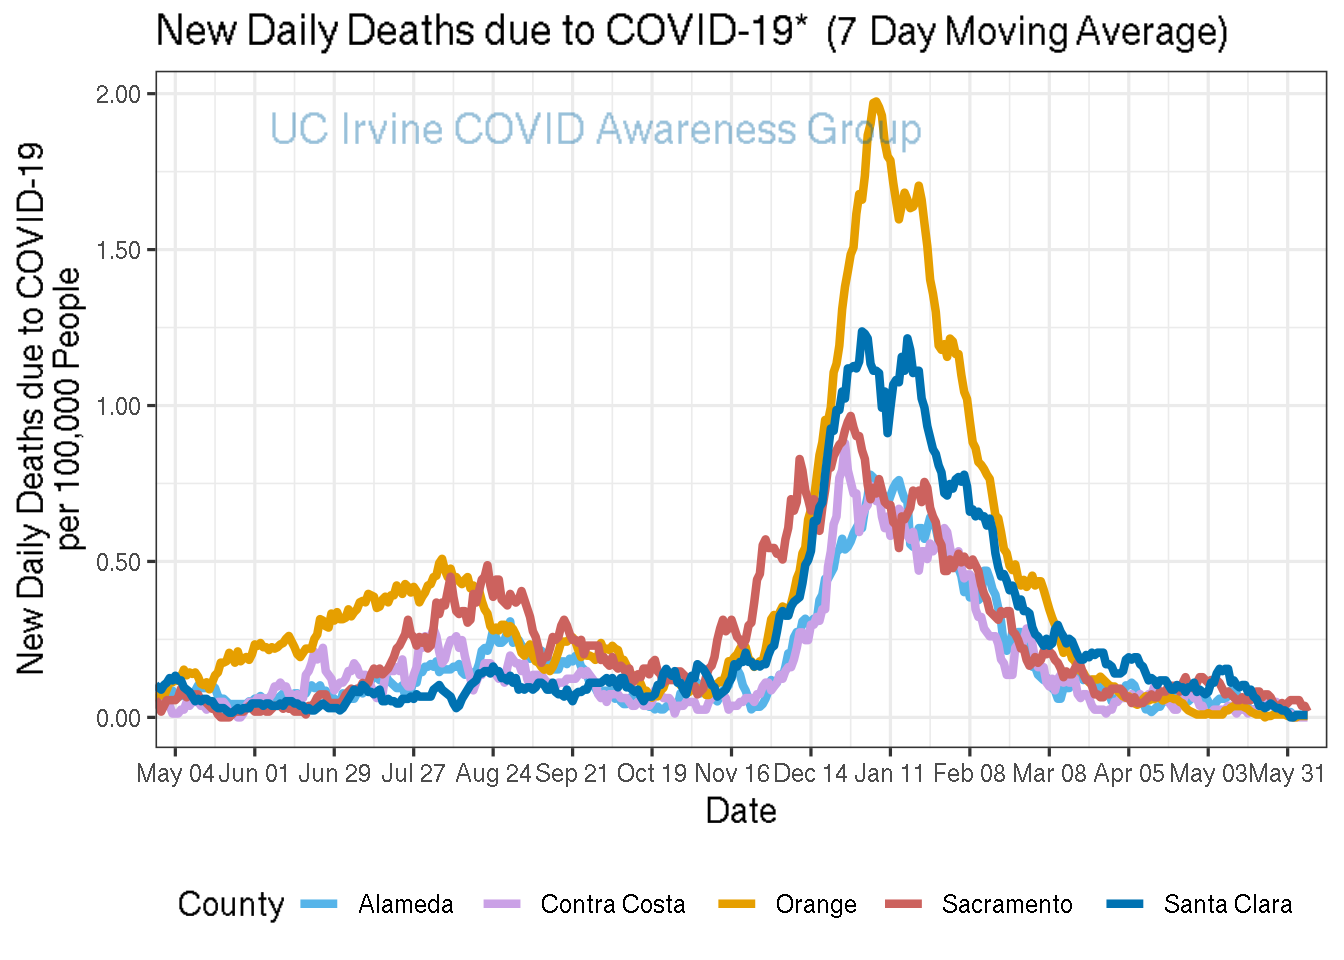 New Daily Deaths due to COVID-19* (7 Day Moving Average)
UC Irvine COVID Awareness Group
New Daily Deaths due to COVID-19
per 100,000 People
2.00
1.50
1.00
0.50
0.00
May 04 Jun 01 Jun 29 Jul 27 Aug 24 Sep 21 Oct 19 Nov 16 Dec 14 Jan 11 Feb 08 Mar 08 Apr 05 May 03 May 31
Date
County Alameda Contra Costa Orange Sacramento Santa Clara